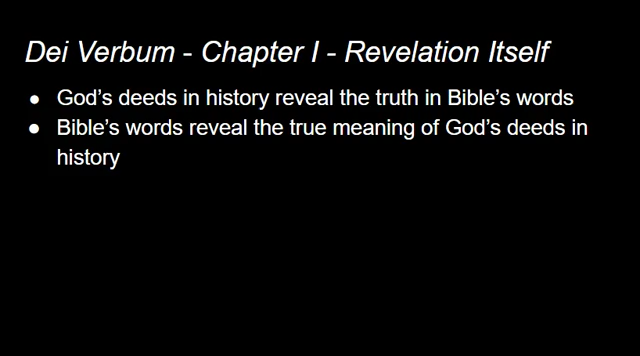 Dei Verbum - Chapter I - Revelation Itself
● God's deeds in history reveal the truth in Bible's words
● Bible's words reveal the true meaning of God's deeds in
history